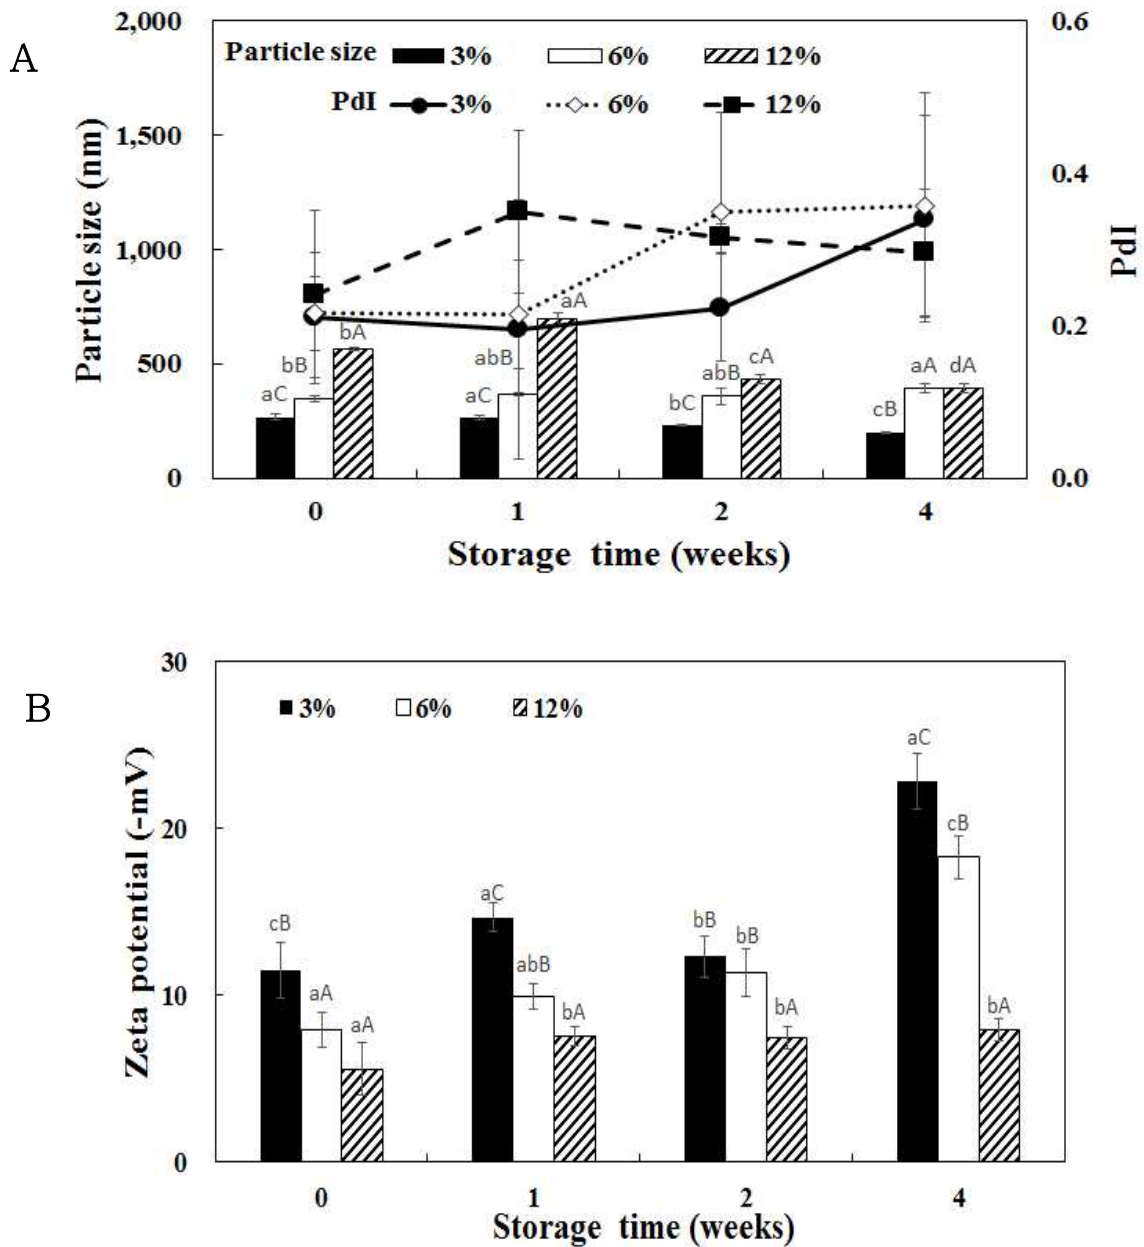 A
2,000
1,500
1,000
500
0
Particle size (nm)
Particle size 3% 6% 12%
PdI 3% 6% 12%
0.6
0.4
0.2
0.0
PdI
aC bB bA
aC abB aA
bC abB cA
cB aA dA
0 1 2 4
Storage time (weeks)
B
30
20
10
0
Zeta potential (-mV)
3% 6% 12%
cB aA aA
aC abB bA
bB bB bA
aC cB bA
0 1 2 4
Storage time (weeks)